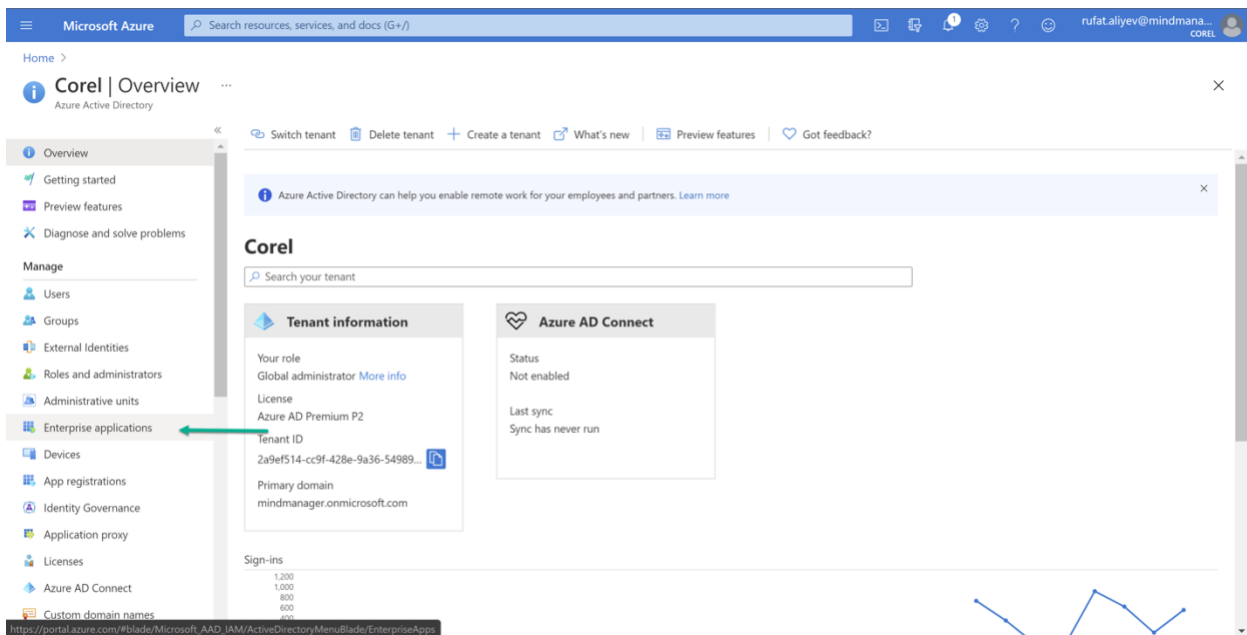 Microsoft Azure
Search resources, services, and docs (G+/)
1
rufat.aliyev@mindmana...
COREL
Home >
Corel | Overview ...
Azure Active Directory
«
Switch tenant Delete tenant + Create a tenant What's new Preview features Got feedback?
Overview
Getting started
Preview features
Diagnose and solve problems
Manage
Users
Groups
External Identities
Roles and administrators
Administrative units
Enterprise applications
Devices
App registrations
Identity Governance
Application proxy
Licenses
Azure AD Connect
Custom domain names
https://portal.azure.com/#blade/Microsoft_AAD_IAM/ActiveDirectoryMenuBlade/EnterpriseApps
Azure Active Directory can help you enable remote work for your employees and partners. Learn more
Corel
Search your tenant
Tenant information
Your role
Global administrator More info
License
Azure AD Premium P2
Tenant ID
2a9ef514-cc9f-428e-9a36-54989...
Primary domain
mindmanager.onmicrosoft.com
Azure AD Connect
Status
Not enabled
Last sync
Sync has never run
Sign-ins
1,200
1,000
800
600
400